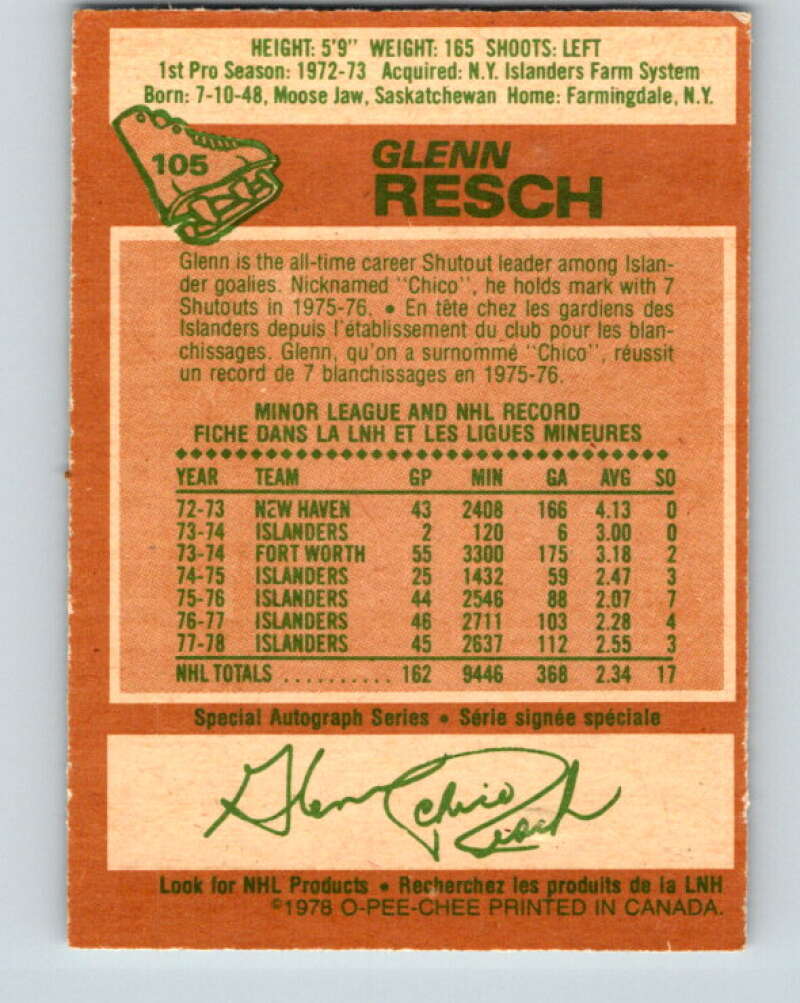 HEIGHT: 5'9" WEIGHT: 165 SHOOTS: LEFT
1st Pro Season: 1972-73 Acquired: N.Y. Islanders Farm System
Born: 7-10-48, Moose Jaw, Saskatchewan Home: Farmingdale, N.Y.
105
GLENN
RESCH
Glenn is the all-time career Shutout leader among Islan-
der goalies. Nicknamed "Chico", he holds mark with 7
Shutouts in 1975-76. • En tête chez les gardiens des
Islanders depuis l'établissement du club pour les blan-
chissages. Glenn, qu'on a surnommé "Chico", réussit
un record de 7 blanchissages en 1975-76.
MINOR LEAGUE AND NHL RECORD
FICHE DANS LA LNH ET LES LIGUES MINEURES
YEAR TEAM GP MIN GA AVG SO
72-73 NEW HAVEN 43 2408 166 4.13 0
73-74 ISLANDERS 2 120 6 3.00 0
73-74 FORT WORTH 55 3300 175 3.18 2
74-75 ISLANDERS 25 1432 59 2.47 3
75-76 ISLANDERS 44 2546 88 2.07 7
76-77 ISLANDERS 46 2711 103 2.28 4
77-78 ISLANDERS 45 2637 112 2.55 3
NHL TOTALS .......... 162 9446 368 2.34 17
Special Autograph Series • Série signée spéciale
Glenn "Chico" Resch
Look for NHL Products • Recherchez les produits de la LNH
©1978 O-PEE-CHEE PRINTED IN CANADA.